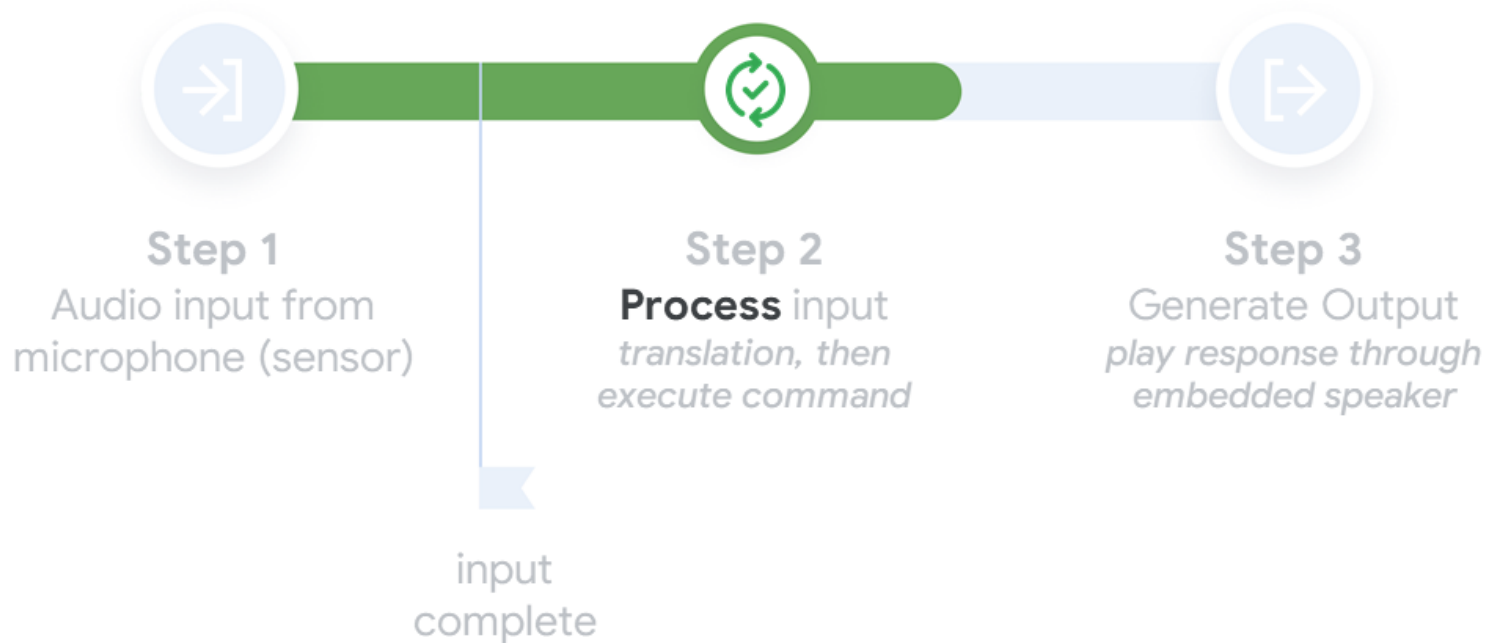 Step 1
Audio input from
microphone (sensor)
Step 2
Process input
translation, then
execute command
Step 3
Generate Output
play response through
embedded speaker
input
complete